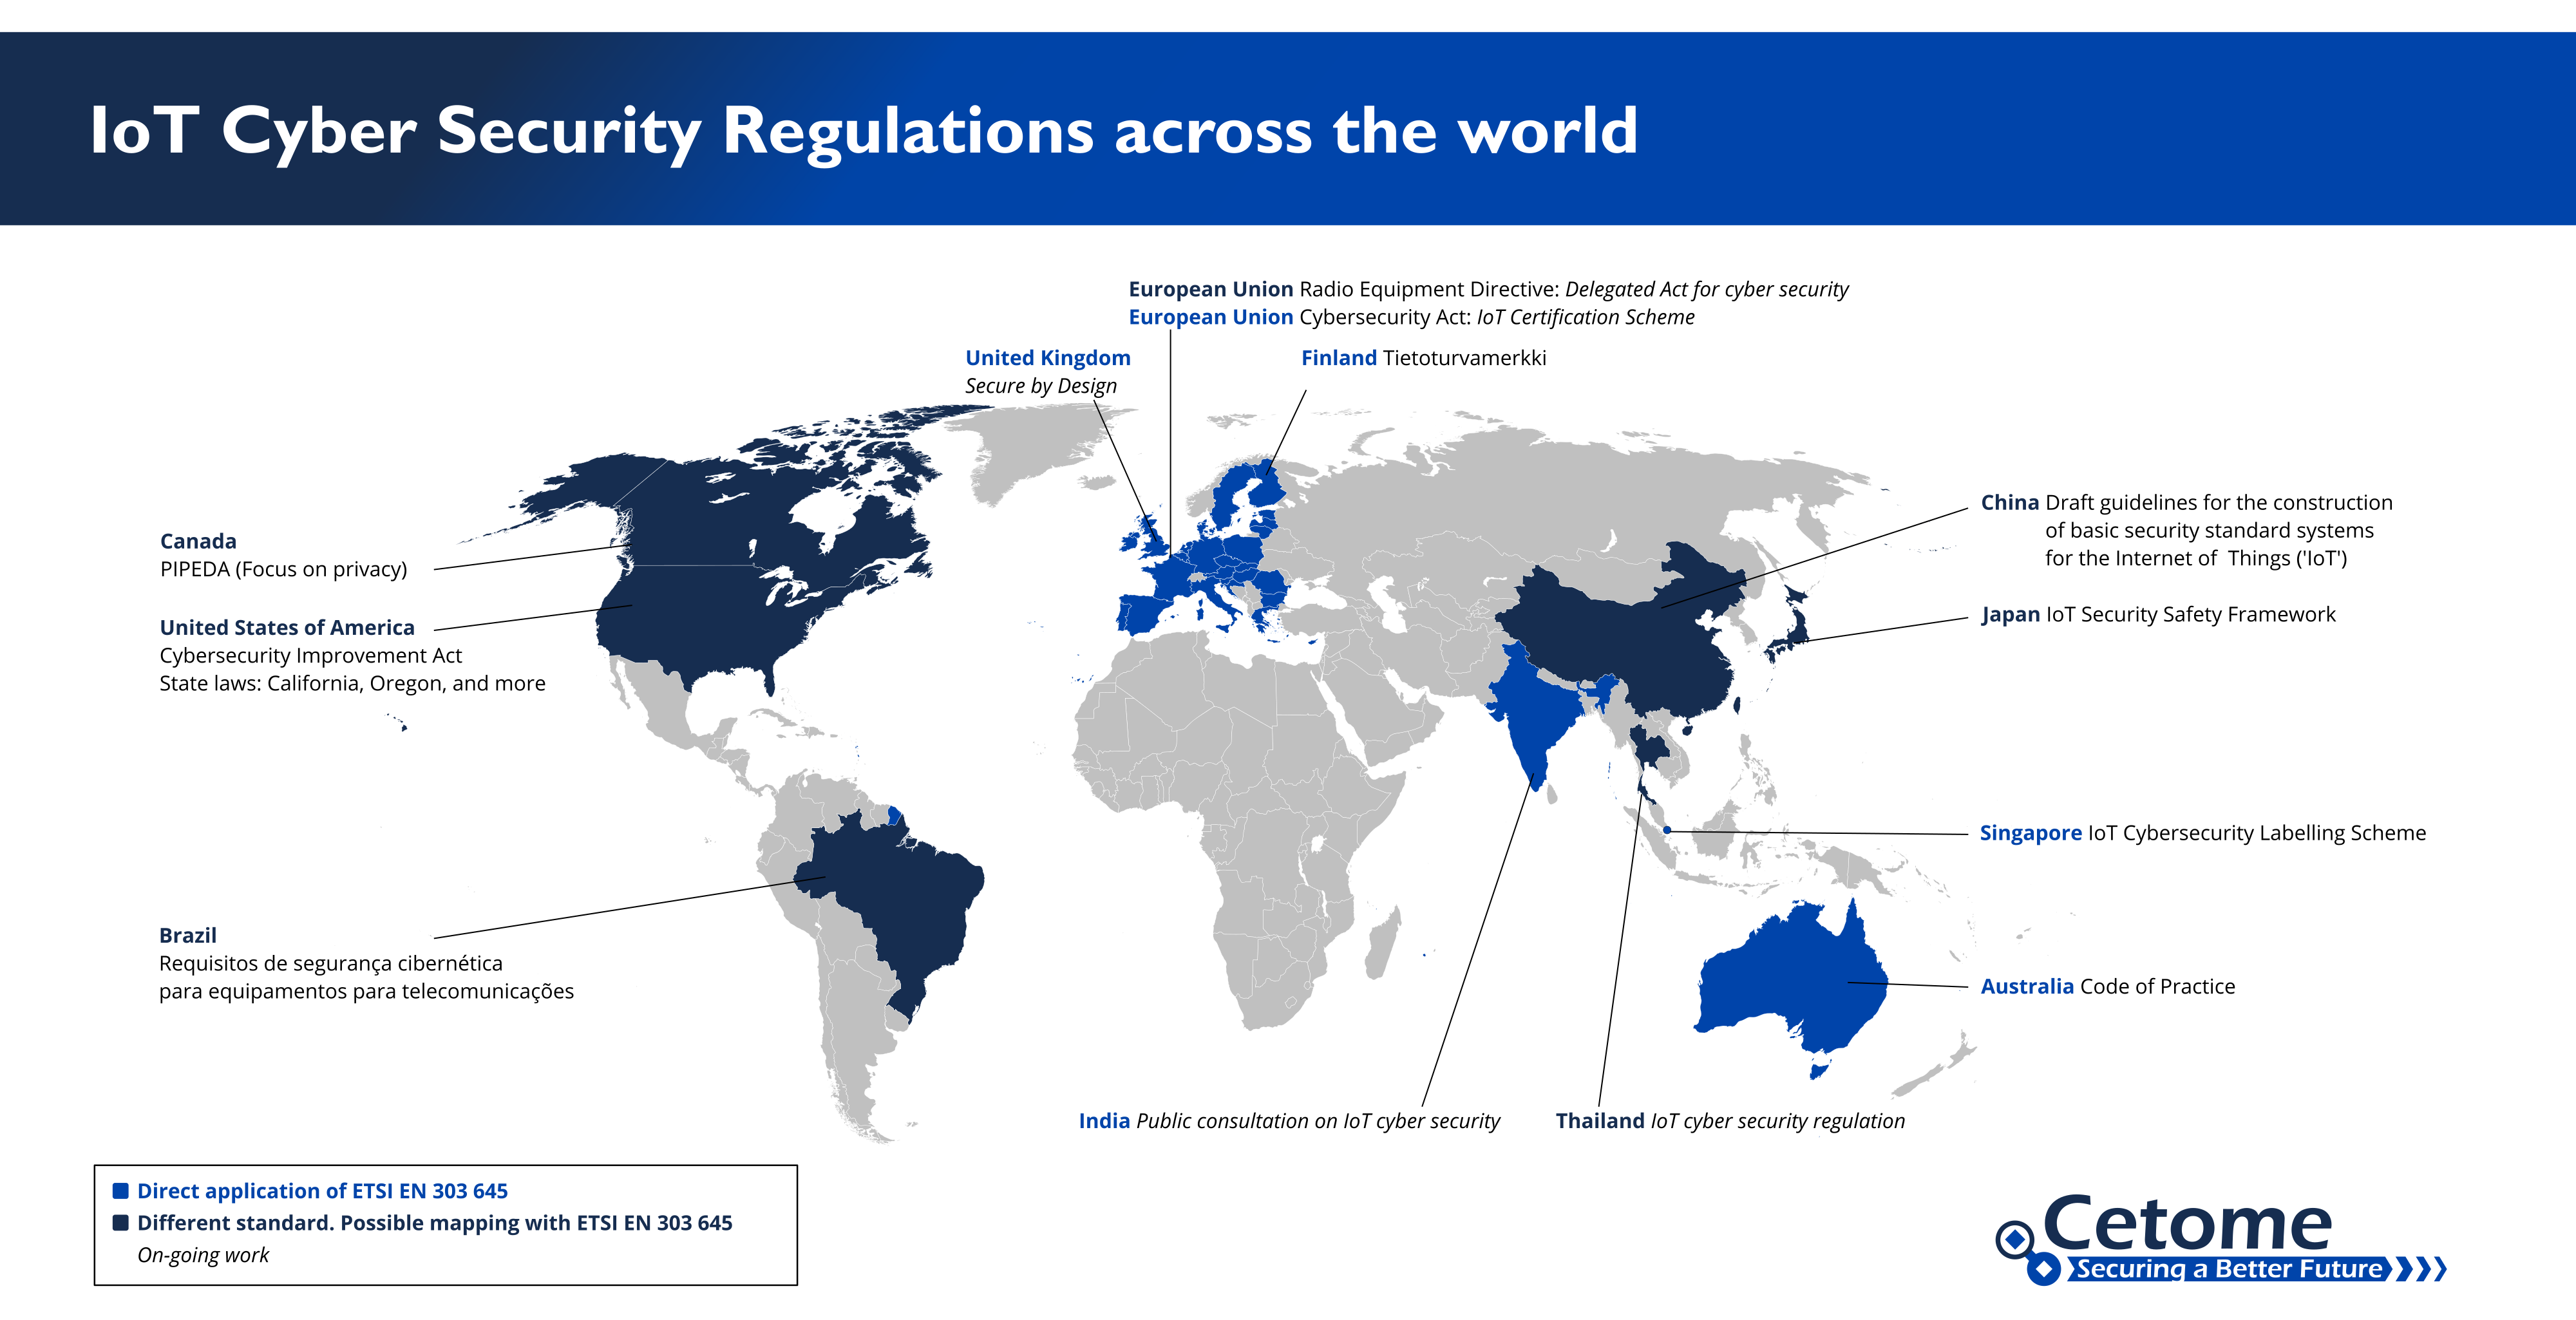 IoT Cyber Security Regulations across the world
European Union Radio Equipment Directive: Delegated Act for cyber security
European Union Cybersecurity Act: IoT Certification Scheme
United Kingdom
Secure by Design
Finland Tietoturvamerkki
Canada
PIPEDA (Focus on privacy)
United States of America
Cybersecurity Improvement Act
State laws: California, Oregon, and more
Brazil
Requisitos de segurança cibernética
para equipamentos para telecomunicações
China Draft guidelines for the construction
of basic security standard systems
for the Internet of Things ('IoT')
Japan IoT Security Safety Framework
Singapore IoT Cybersecurity Labelling Scheme
Australia Code of Practice
India Public consultation on IoT cyber security
Thailand IoT cyber security regulation
Direct application of ETSI EN 303 645
Different standard. Possible mapping with ETSI EN 303 645
On-going work
Cetome
Securing a Better Future